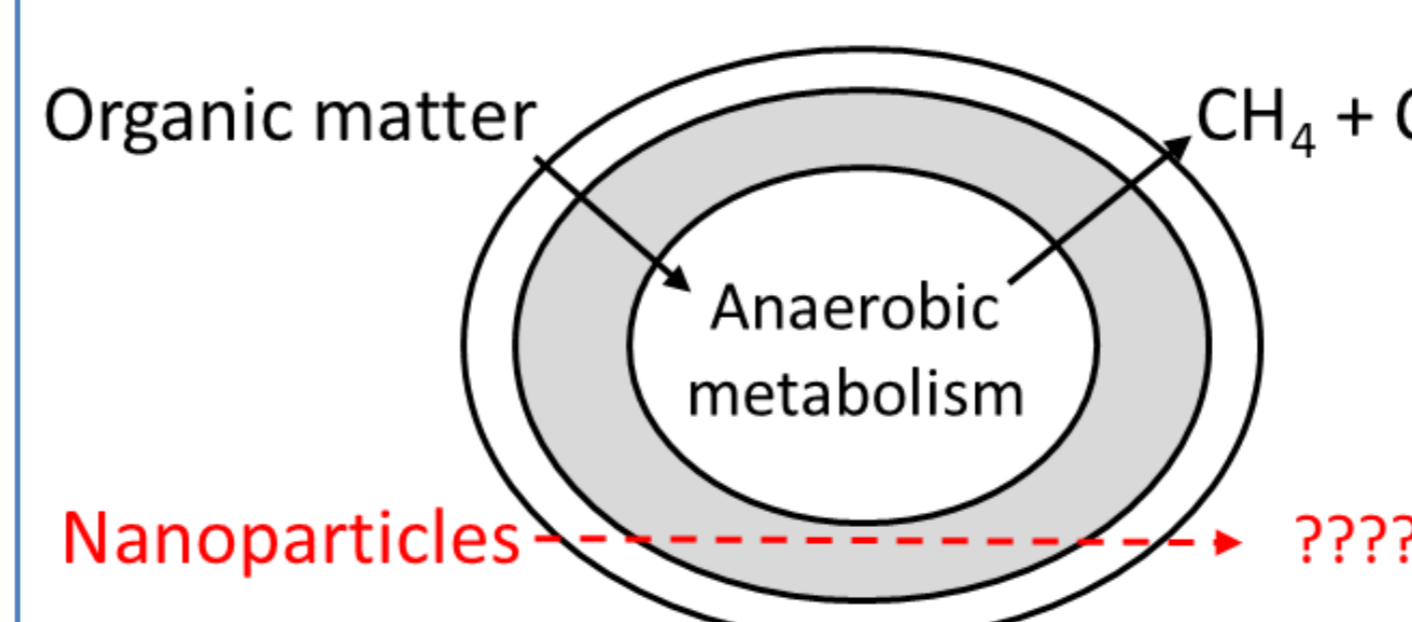 Organic matter
CH₄ +
Anaerobic
metabolism
Nanoparticles
????